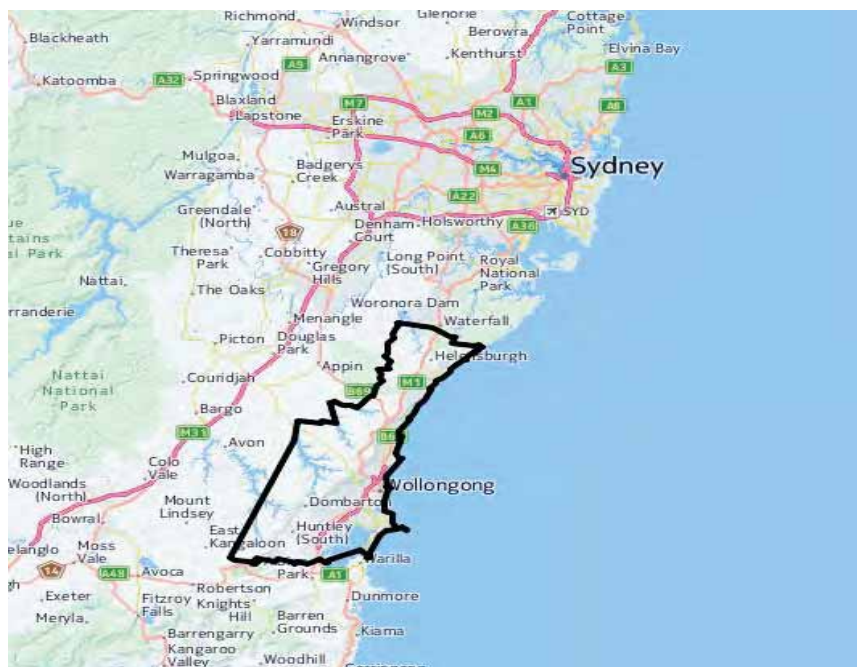 Richmond
Windsor
Glenorie
Cottage
Point
Berowra
Blackheath
Yarramundi
Annangrove
Kenthurst
Elvina Bay
A9
A3
Katoomba
A32
Springwood
Blaxland
Lapstone
M7
M2
A1
A8
Erskine
Park
A6
Mulgoa
Warragamba
Badgerys
Creek
M4
Sydney
A22
Greendale
(North)
Austral
Denham
Court
Holsworthy
SYD
A36
18
Theresa
Park
Cobbitty
Gregory
Hills
Long Point
(South)
Royal
National
Park
Nattai
The Oaks
Woronora Dam
Menangle
Waterfall
Picton
Douglas
Park
Helensburgh
Appin
Nattai
National
Park
Couridjah
B69
M1
Bargo
M31
Avon
High
Range
Colo
Vale
Woodlands
(North)
Wollongong
Mount
Lindsey
Dombarton
Bowral
East
Kangaloon
Huntley
(South)
Moss
Vale
14
A48
Avoca
Park
A1
Warilla
Exeter
Fitzroy
Falls
Robertson
Knights
Hill
Dunmore
Meryla
Barren
Grounds
Kiama
Barrengarry
Kangaroo
Valley
Woodhill